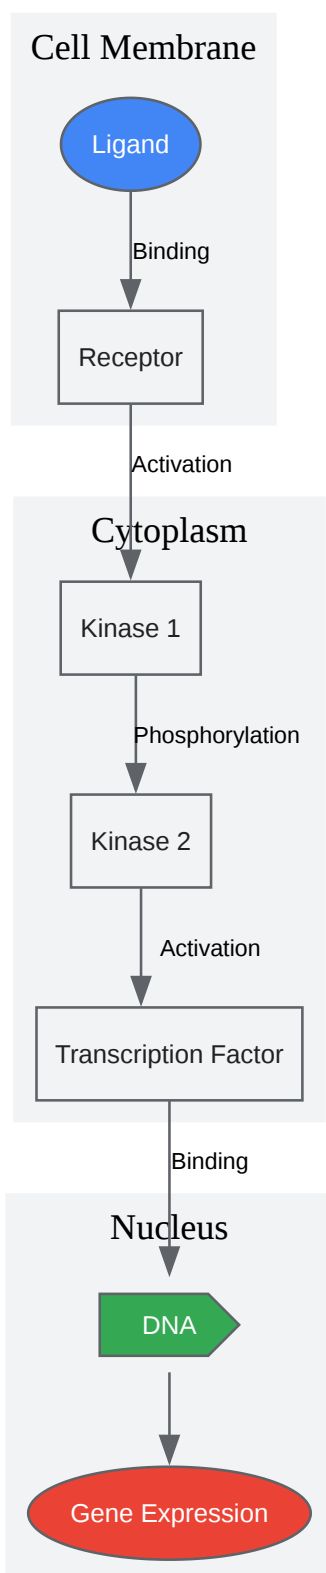 Cell Membrane
Ligand
Binding
Receptor
Activation
Cytoplasm
Kinase 1
Phosphorylation
Kinase 2
Activation
Transcription Factor
Binding
Nucleus
DNA
Gene Expression